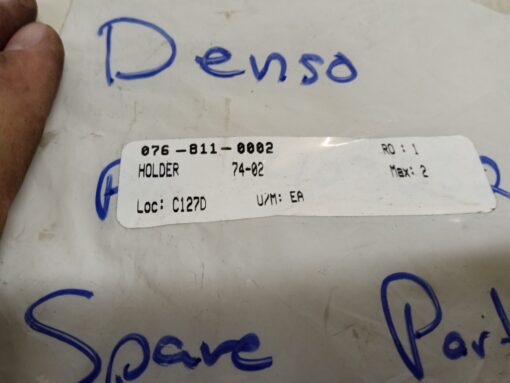 Denso
076-811-0002 RO: 1
HOLDER 74-02 Max: 2
Loc: C127D U/M: EA
Spare Part